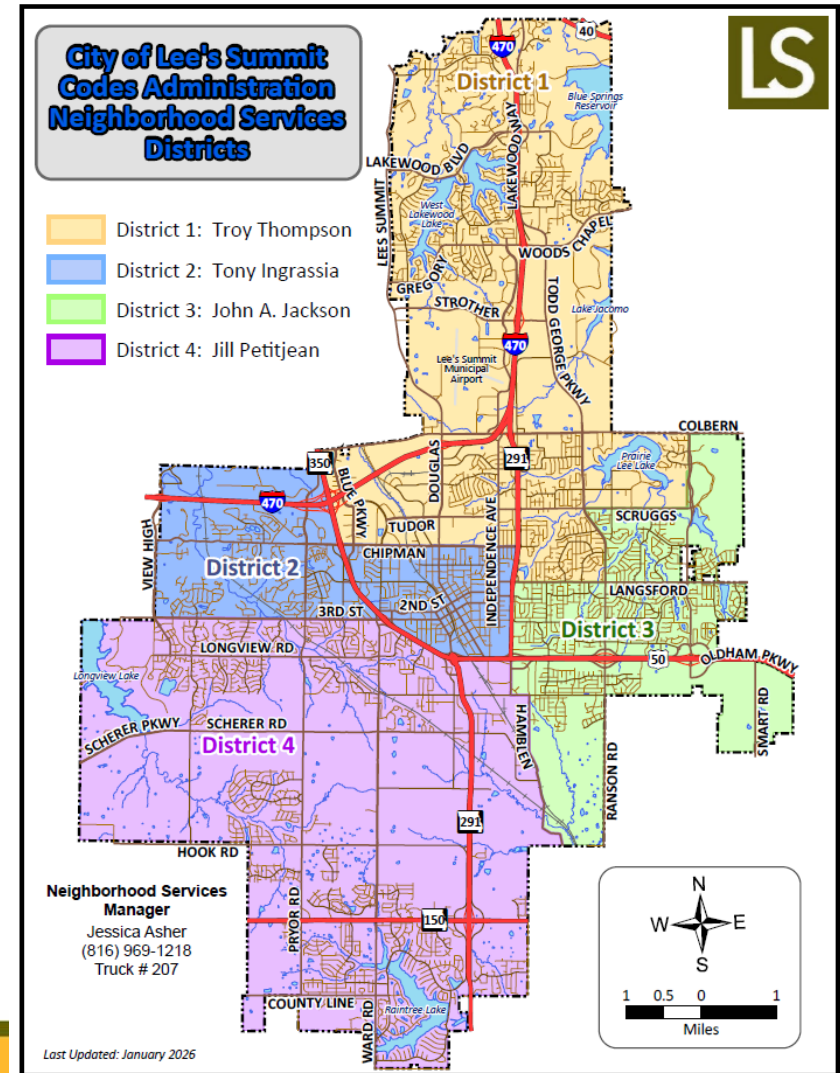 City of Lee's Summit
Codes Administration
Neighborhood Services
Districts
LS
District 1: Troy Thompson
District 2: Tony Ingrassia
District 3: John A. Jackson
District 4: Jill Petitjean
40
470
District 1
Blue Springs
Reservoir
LAKEWOOD BLVD
LAKEWOOD WAY
LEES SUMMIT
West
Lakewood
Lake
WOODS CHAPEL
GREGORY
STROTHER
TODD GEORGE PKWY
Lake Jacomo
470
Lee's Summit
Municipal
Airport
COLBERN
350
291
BLUE PKWY
DOUGLAS
Prairie
Lee Lake
470
INDEPENDENCE AVE
SCRUGGS
TUDOR
VIEW HIGH
CHIPMAN
District 2
LANGSFORD
3RD ST
2ND ST
District 3
LONGVIEW RD
50
OLDHAM PKWY
Longview Lake
SMART RD
SCHERER PKWY
SCHERER RD
District 4
HAMBLEN
RANSON RD
291
HOOK RD
Neighborhood Services
Manager
Jessica Asher
(816) 969-1218
Truck # 207
PRYOR RD
150
COUNTY LINE
WARD RD
Raintree Lake
N
W
E
S
1 0.5 0 1
Miles
Last Updated: January 2026